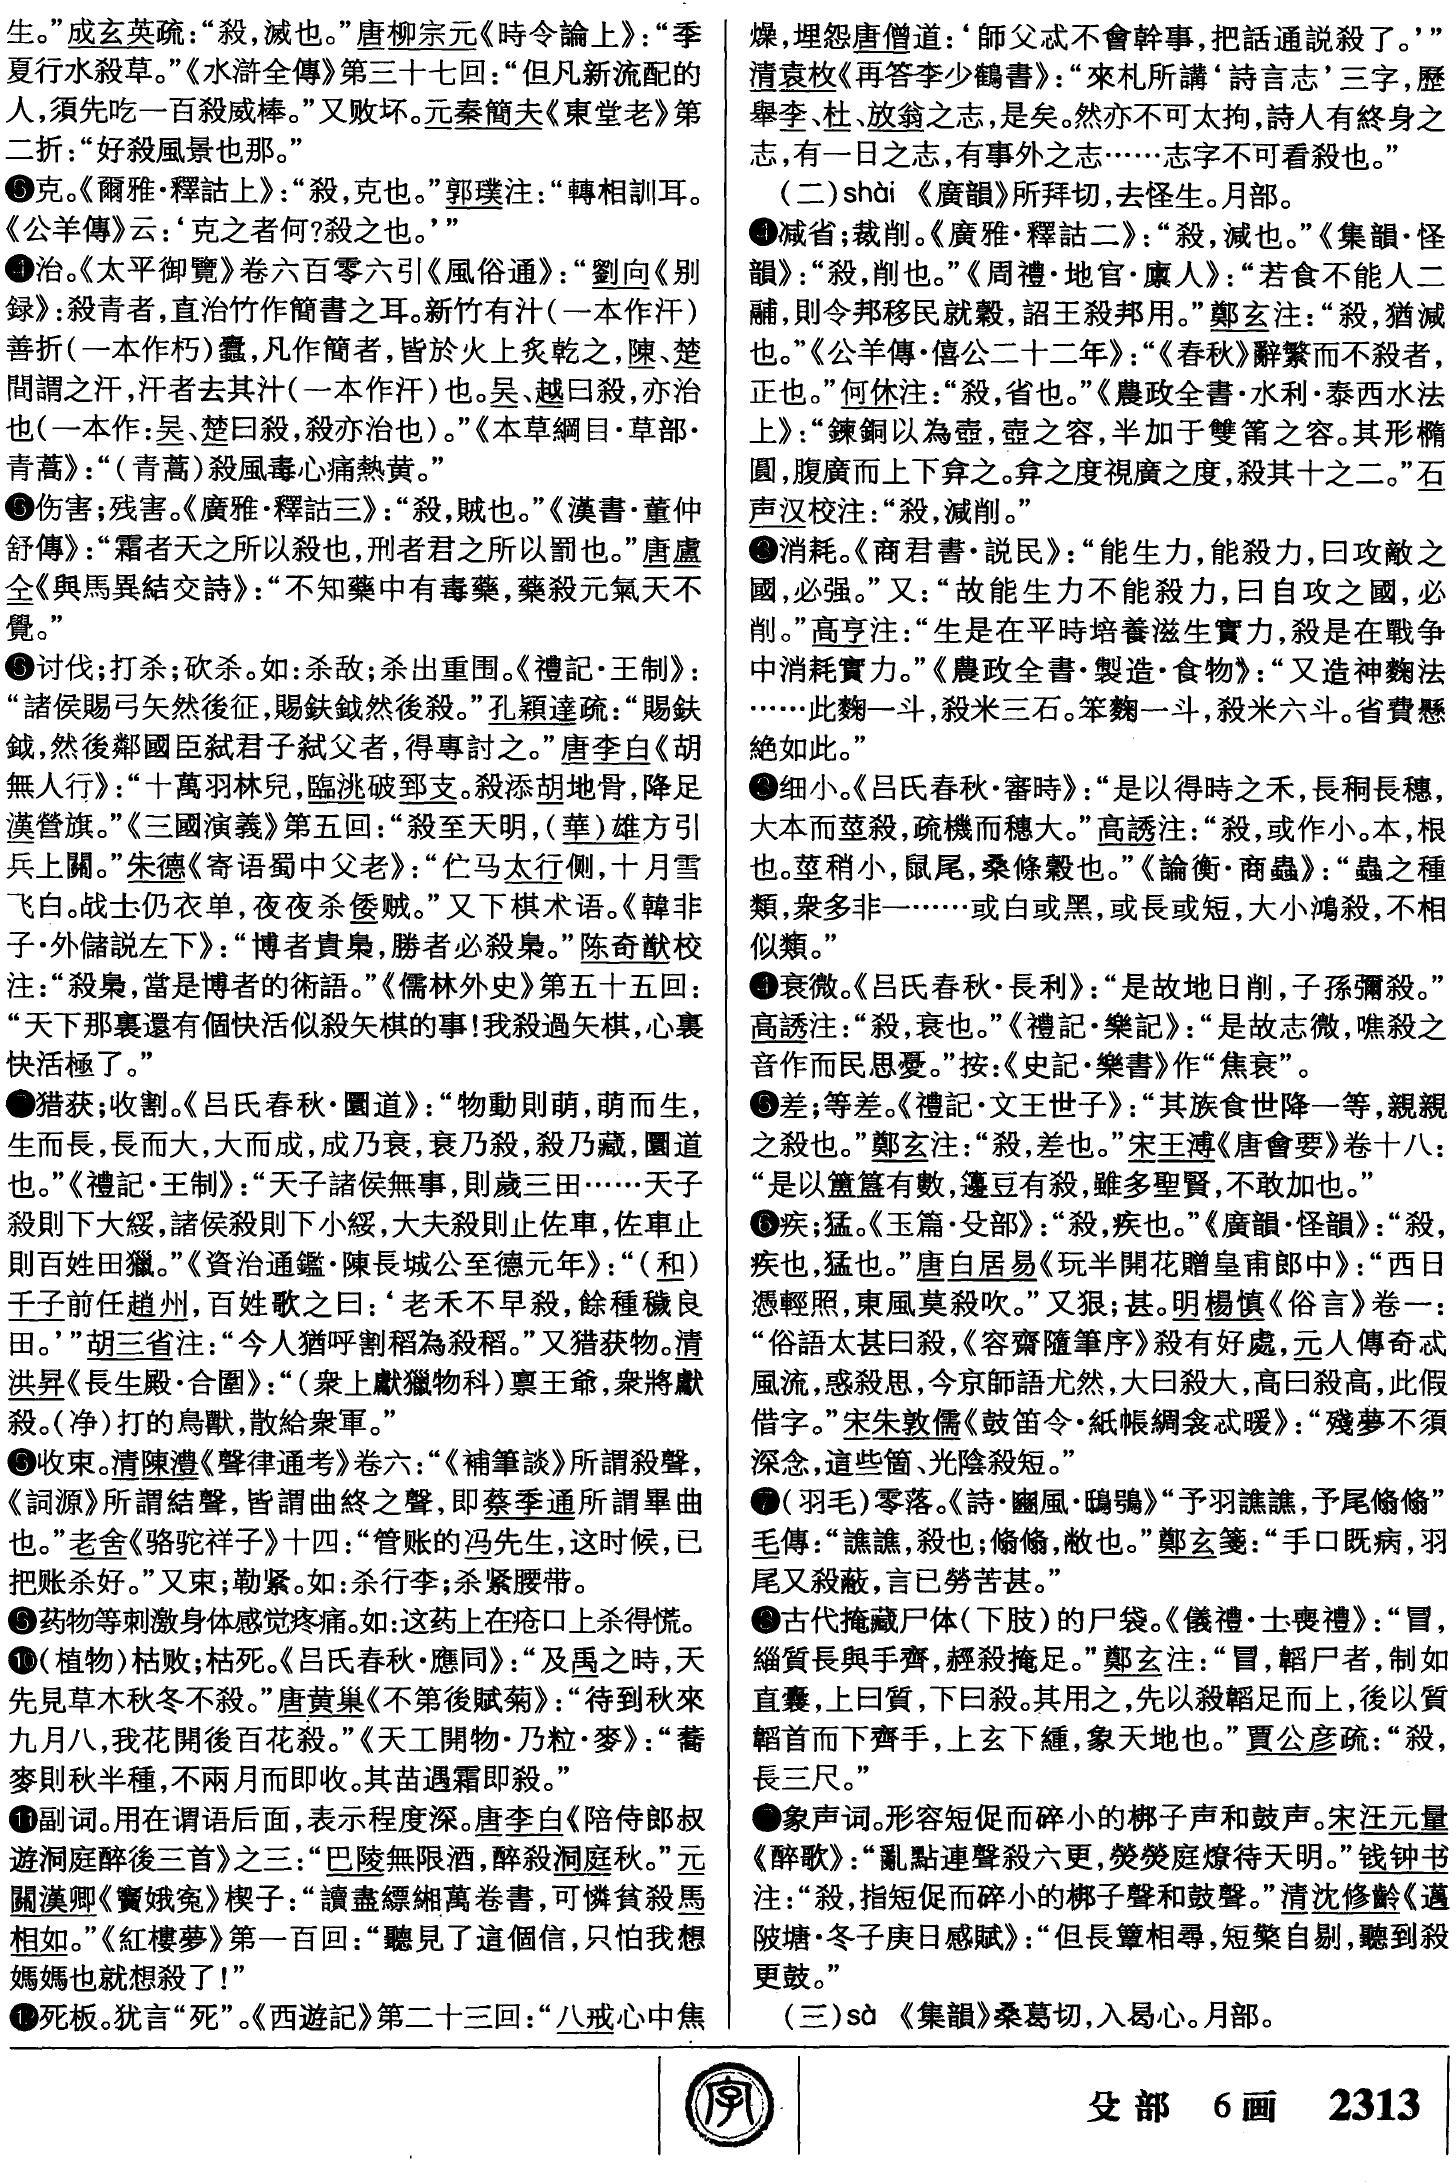 生。”成玄英疏：“殺，滅也。”唐柳宗元《時令論上》：“季
夏行水殺草。”《水滸全傳》第三十七回：“但凡新流配的
人，須先吃一百殺威棒。”又败坏。元秦簡夫《東堂老》第
二折：“好殺風景也那。”
❸克。《爾雅·釋詁上》：“殺，克也。”郭璞注：“轉相訓耳。
《公羊傳》云：‘克之者何？殺之也。’”
❹治。《太平御覽》卷六百零六引《風俗通》：“劉向《别
録》：殺青者，直治竹作簡書之耳。新竹有汁（一本作汗）
善折（一本作朽）蠹，凡作簡者，皆於火上炙乾之，陳、楚
間謂之汗，汗者去其汁（一本作汗）也。吴、越曰殺，亦治
也（一本作：吴、楚曰殺，殺亦治也）。”《本草綱目·草部·
青蒿》：“（青蒿）殺風毒心痛熱黄。”
❺伤害；残害。《廣雅·釋詁三》：“殺，賊也。”《漢書·董仲
舒傳》：“霜者天之所以殺也，刑者君之所以罰也。”唐盧
仝《與馬異結交詩》：“不知藥中有毒藥，藥殺元氣天不
覺。”
❻讨伐；打杀；砍杀。如：杀敌；杀出重围。《禮記·王制》：
“諸侯賜弓矢然後征，賜鈇鉞然後殺。”孔穎達疏：“賜鈇
鉞，然後鄰國臣弑君子弑父者，得專討之。”唐李白《胡
無人行》：“十萬羽林兒，臨洮破郅支。殺添胡地骨，降足
漢營旗。”《三國演義》第五回：“殺至天明，（華）雄方引
兵上關。”朱德《寄语蜀中父老》：“伫马太行侧，十月雪
飞白。战士仍衣单，夜夜杀倭贼。”又下棋术语。《韓非
子·外儲説左下》：“博者貴梟，勝者必殺梟。”陈奇猷校
注：“殺梟，當是博者的術語。”《儒林外史》第五十五回：
“天下那裏還有個快活似殺矢棋的事！我殺過矢棋，心裏
快活極了。”
❼猎获；收割。《吕氏春秋·圜道》：“物動則萌，萌而生，
生而長，長而大，大而成，成乃衰，衰乃殺，殺乃藏，圜道
也。”《禮記·王制》：“天子諸侯無事，則歲三田……天子
殺則下大綏，諸侯殺則下小綏，大夫殺則止佐車，佐車止
則百姓田獵。”《資治通鑑·陳長城公至德元年》：“（和）
千子前任趙州，百姓歌之曰：‘老禾不早殺，餘種穢良
田。’”胡三省注：“今人猶呼割稻為殺稻。”又猎获物。清
洪昇《長生殿·合圍》：“（衆上獻獵物科）禀王爺，衆將獻
殺。（净）打的鳥獸，散給衆軍。”
❽收束。清陳澧《聲律通考》卷六：“《補筆談》所謂殺聲，
《詞源》所謂結聲，皆謂曲終之聲，即蔡季通所謂畢曲
也。”老舍《骆驼祥子》十四：“管账的冯先生，这时候，已
把账杀好。”又束；勒紧。如：杀行李；杀紧腰带。
❾药物等刺激身体感觉疼痛。如：这药上在疮口上杀得慌。
❿（植物）枯败；枯死。《吕氏春秋·應同》：“及禹之時，天
先見草木秋冬不殺。”唐黄巢《不第後賦菊》：“待到秋來
九月八，我花開後百花殺。”《天工開物·乃粒·麥》：“蕎
麥則秋半種，不兩月而即收。其苗遇霜即殺。”
⓫副词。用在谓语后面，表示程度深。唐李白《陪侍郎叔
遊洞庭醉後三首》之三：“巴陵無限酒，醉殺洞庭秋。”元
關漢卿《竇娥冤》楔子：“讀盡縹緗萬卷書，可憐貧殺馬
相如。”《紅樓夢》第一百回：“聽見了這個信，只怕我想
媽媽也就想殺了！”
⓬死板。犹言“死”。《西遊記》第二十三回：“八戒心中焦
燥，埋怨唐僧道：‘師父忒不會幹事，把話通説殺了。’”
清袁枚《再答李少鶴書》：“來札所講‘詩言志’三字，歷
舉李、杜、放翁之志，是矣。然亦不可太拘，詩人有終身之
志，有一日之志，有事外之志……志字不可看殺也。”
（二）shài 《廣韻》所拜切，去怪生。月部。
❶减省；裁削。《廣雅·釋詁二》：“殺，減也。”《集韻·怪
韻》：“殺，削也。”《周禮·地官·廪人》：“若食不能人二
鬴，則令邦移民就穀，詔王殺邦用。”鄭玄注：“殺，猶減
也。”《公羊傳·僖公二十二年》：“《春秋》辭繁而不殺者，
正也。”何休注：“殺，省也。”《農政全書·水利·泰西水法
上》：“鍊銅以為壺，壺之容，半加于雙筩之容。其形橢
圓，腹廣而上下弇之。弇之度視廣之度，殺其十之二。”石
声汉校注：“殺，減削。”
❷消耗。《商君書·説民》：“能生力，能殺力，曰攻敵之
國，必强。”又：“故能生力不能殺力，曰自攻之國，必
削。”高亨注：“生是在平時培養滋生實力，殺是在戰争
中消耗實力。”《農政全書·製造·食物》：“又造神麴法
……此麴一斗，殺米三石。笨麴一斗，殺米六斗。省費懸
絶如此。”
❸细小。《吕氏春秋·審時》：“是以得時之禾，長秱長穗，
大本而莖殺，疏機而穗大。”高誘注：“殺，或作小。本，根
也。莖稍小，鼠尾，桑條穀也。”《論衡·商蟲》：“蟲之種
類，衆多非一……或白或黑，或長或短，大小鴻殺，不相
似類。”
❹衰微。《吕氏春秋·長利》：“是故地日削，子孫彌殺。”
高誘注：“殺，衰也。”《禮記·樂記》：“是故志微，噍殺之
音作而民思憂。”按：《史記·樂書》作“焦衰”。
❺差；等差。《禮記·文王世子》：“其族食世降一等，親親
之殺也。”鄭玄注：“殺，差也。”宋王溥《唐會要》卷十八：
“是以簠簋有數，籩豆有殺，雖多聖賢，不敢加也。”
❻疾；猛。《玉篇·殳部》：“殺，疾也。”《廣韻·怪韻》：“殺，
疾也，猛也。”唐白居易《玩半開花贈皇甫郎中》：“西日
憑輕照，東風莫殺吹。”又狠；甚。明楊慎《俗言》卷一：
“俗語太甚曰殺，《容齋隨筆序》殺有好處，元人傳奇忒
風流，惑殺思，今京師語尤然，大曰殺大，高曰殺高，此假
借字。”宋朱敦儒《鼓笛令·紙帳綢衾忒暖》：“殘夢不須
深念，這些箇、光陰殺短。”
❼（羽毛）零落。《詩·豳風·鴟鴞》“予羽譙譙，予尾翛翛”
毛傳：“譙譙，殺也；翛翛，敝也。”鄭玄箋：“手口既病，羽
尾又殺蔽，言己勞苦甚。”
❽古代掩藏尸体（下肢）的尸袋。《儀禮·士喪禮》：“冒，
緇質長與手齊，䞓殺掩足。”鄭玄注：“冒，韜尸者，制如
直囊，上曰質，下曰殺。其用之，先以殺韜足而上，後以質
韜首而下齊手，上玄下纁，象天地也。”賈公彦疏：“殺，
長三尺。”
❾象声词。形容短促而碎小的梆子声和鼓声。宋汪元量
《醉歌》：“亂點連聲殺六更，熒熒庭燎待天明。”钱钟书
注：“殺，指短促而碎小的梆子聲和鼓聲。”清沈修齡《邁
陂塘·冬子庚日感賦》：“但長簟相尋，短檠自剔，聽到殺
更鼓。”
（三）sà 《集韻》桑葛切，入曷心。月部。
字
殳部 6画 2313